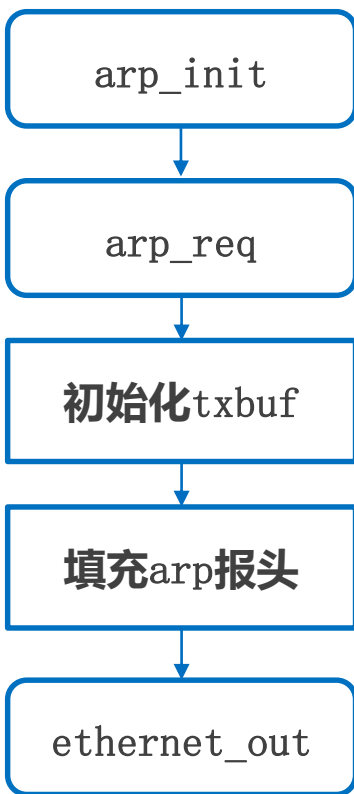 arp_init
arp_req
初始化txbuf
填充arp报头
ethernet_out